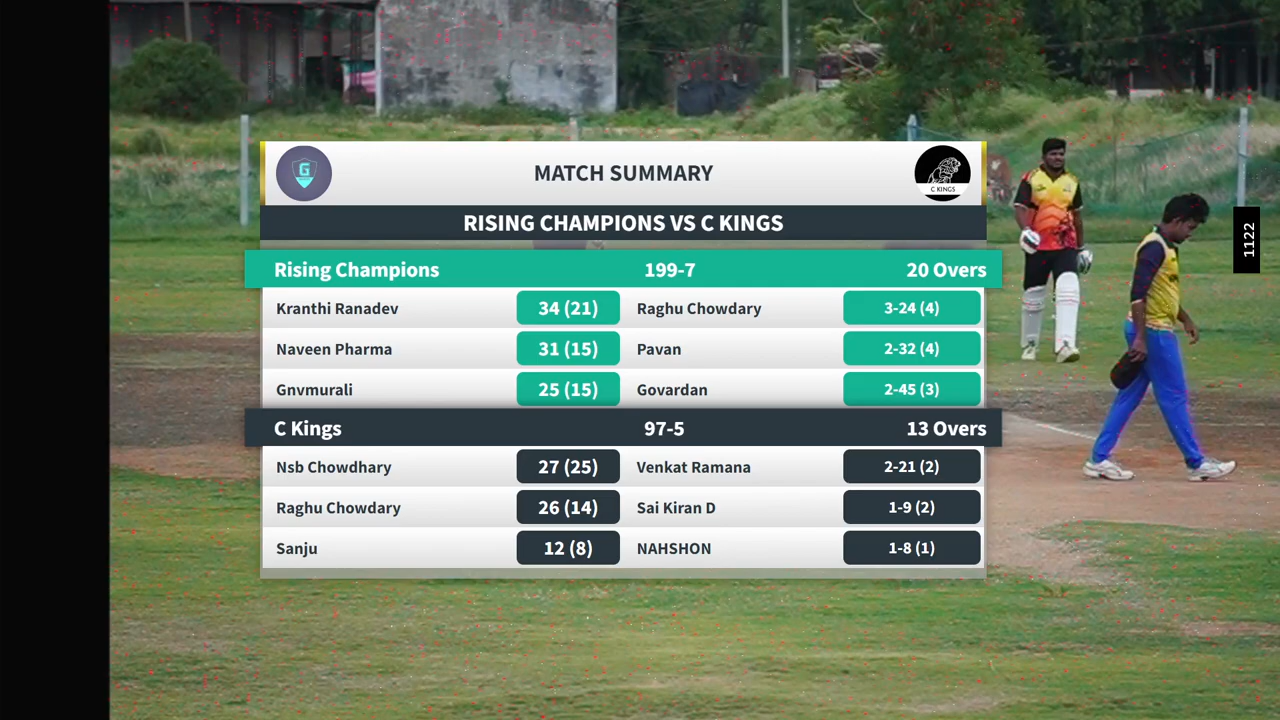 G
MATCH SUMMARY
C KINGS
RISING CHAMPIONS VS C KINGS
Rising Champions 199-7 20 Overs
Kranthi Ranadev 34 (21) Raghu Chowdary 3-24 (4)
Naveen Pharma 31 (15) Pavan 2-32 (4)
Gnvmurali 25 (15) Govardan 2-45 (3)
C Kings 97-5 13 Overs
Nsb Chowdhary 27 (25) Venkat Ramana 2-21 (2)
Raghu Chowdary 26 (14) Sai Kiran D 1-9 (2)
Sanju 12 (8) NAHSHON 1-8 (1)
1122